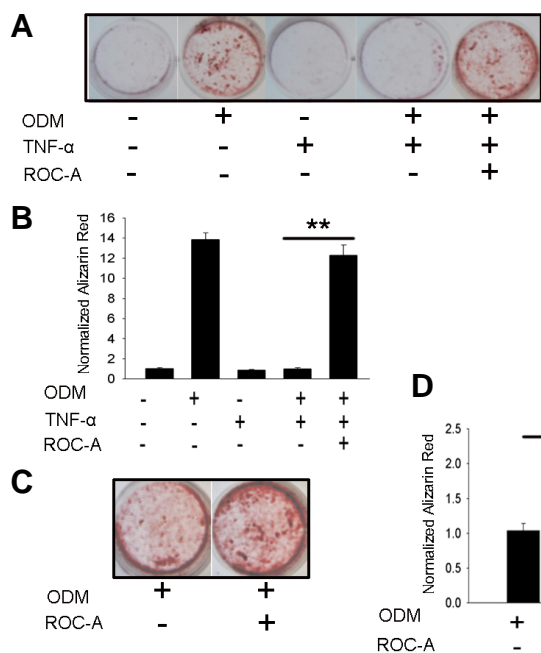 A
ODM - + - + +
TNF-α - - + + +
ROC-A - - - - +
B
Normalized Alizarin Red
16
14
12
10
8
6
4
2
0
**
ODM - + - + +
TNF-α - - + + +
ROC-A - - - - +
C
ODM + +
ROC-A - +
D
Normalized Alizarin Red
2.5
2.0
1.5
1.0
0.5
0.0
ODM +
ROC-A -